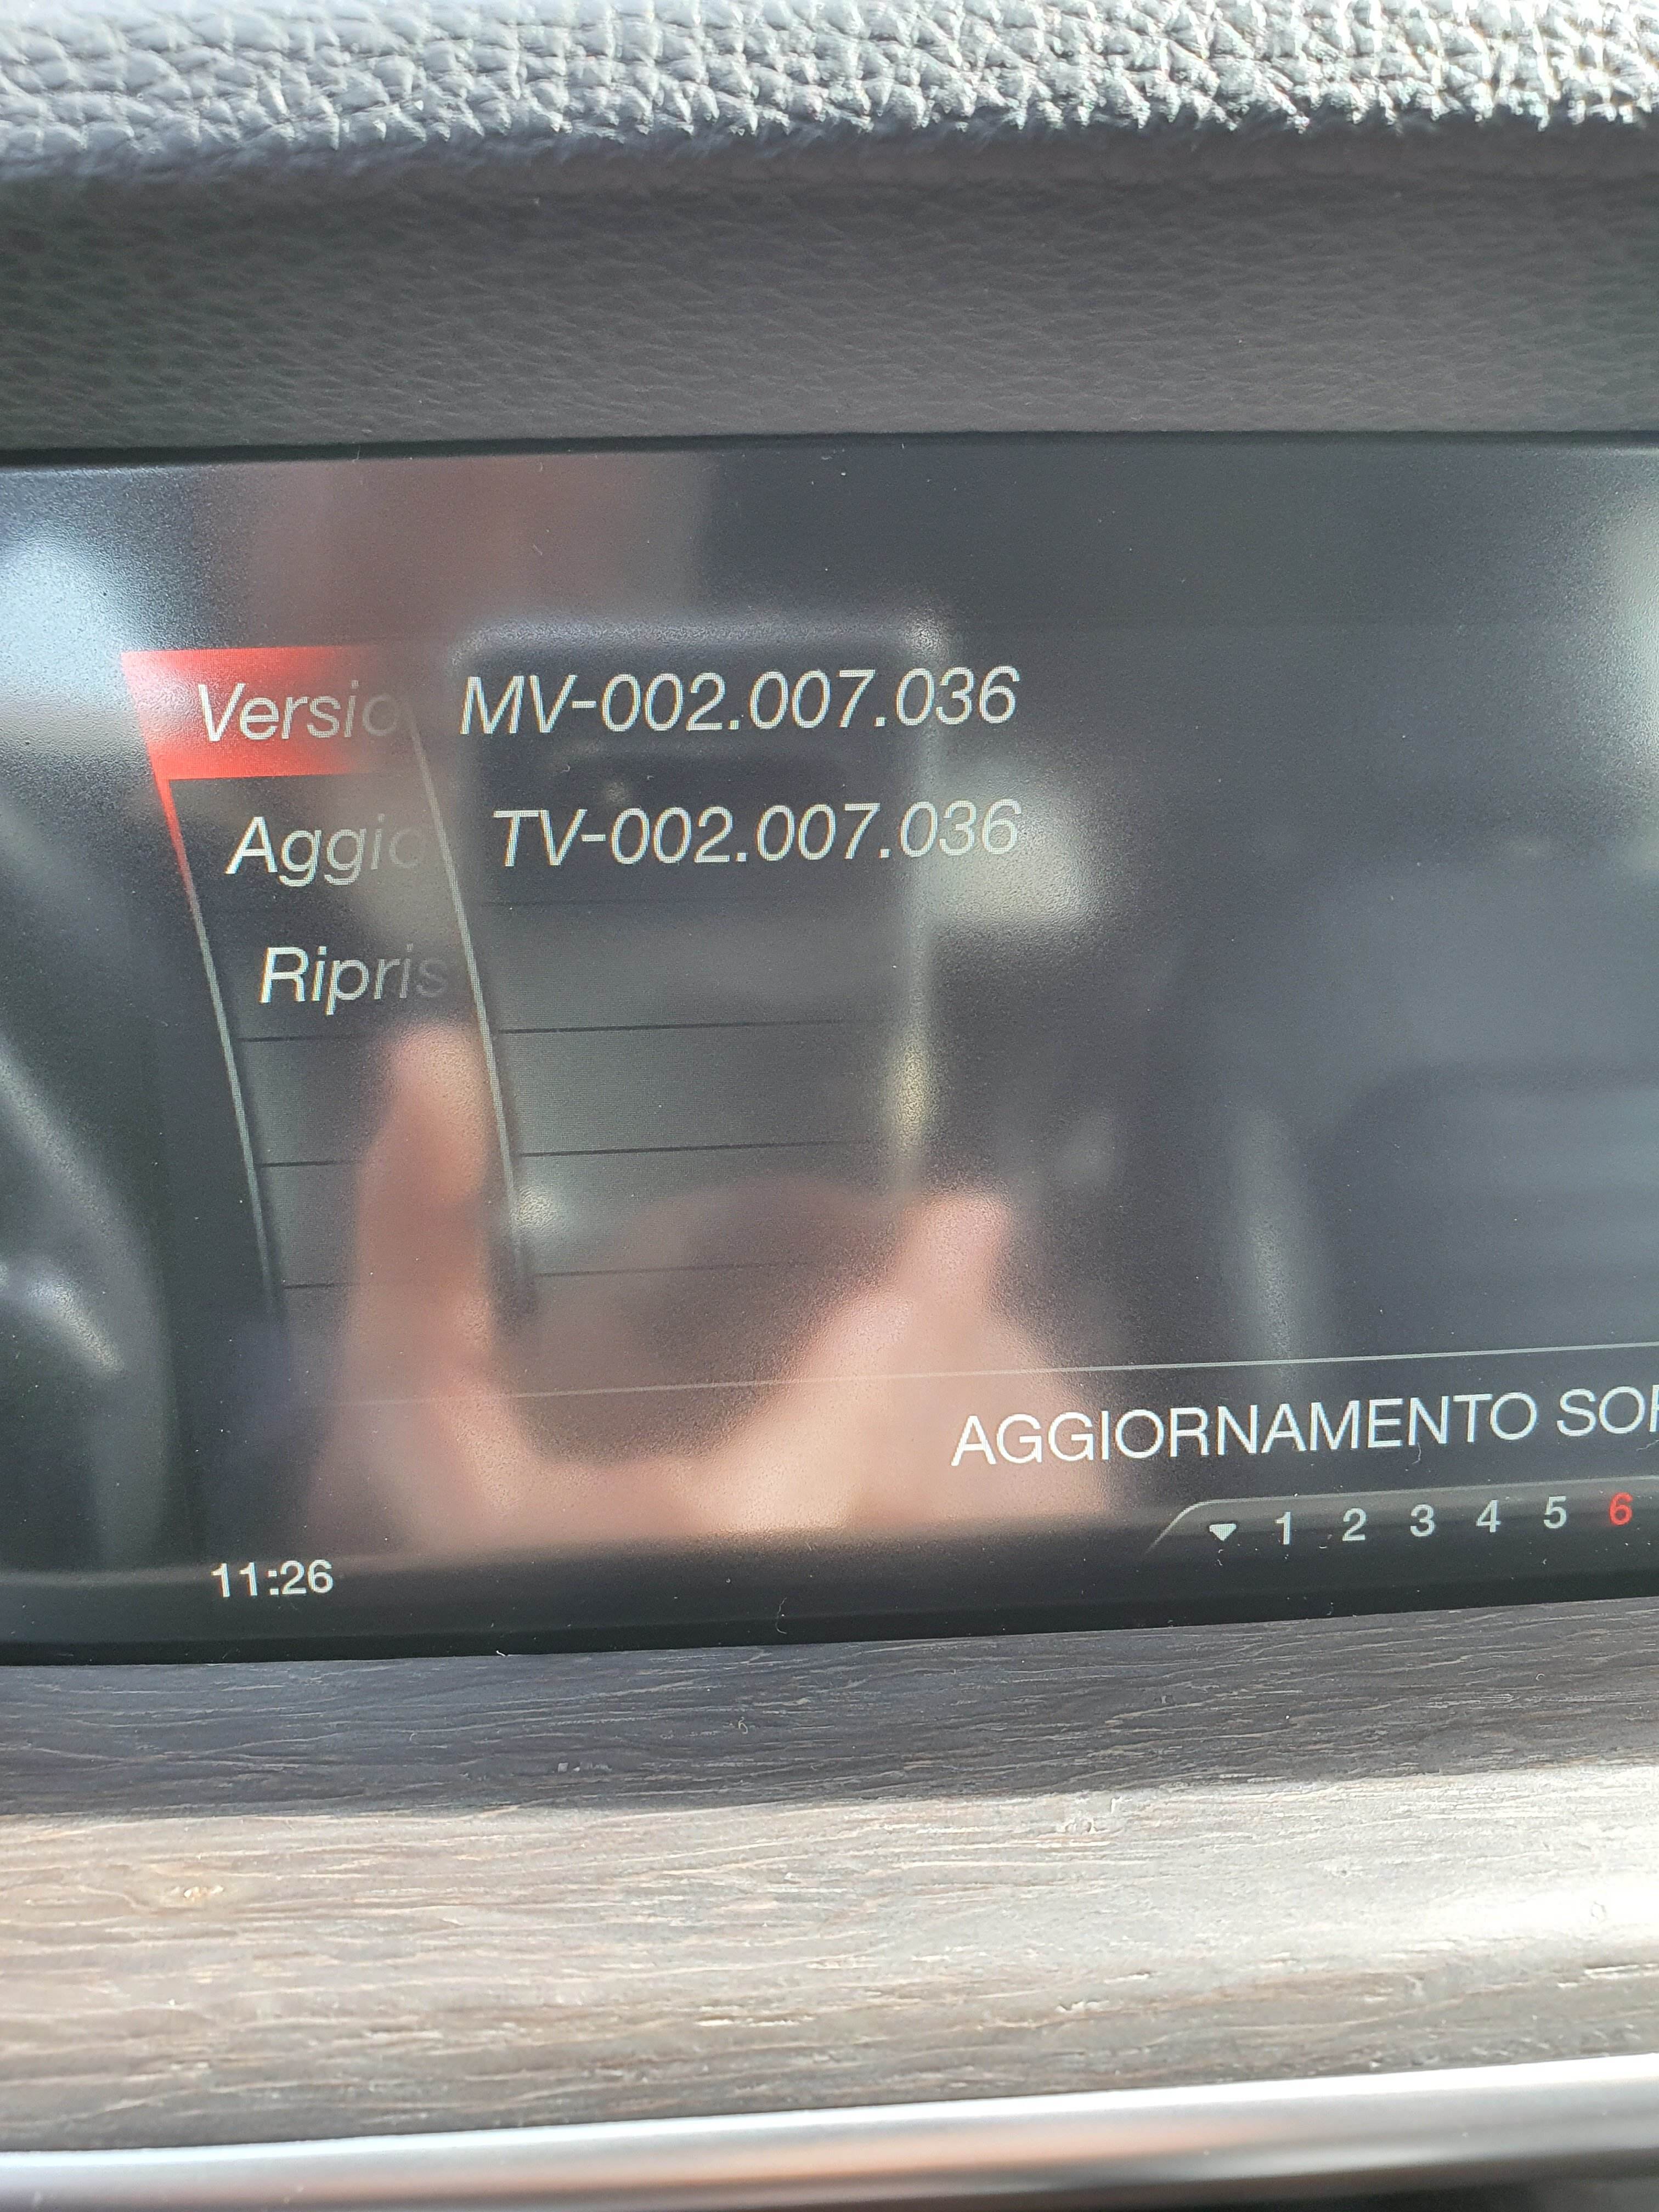 Versio MV-002.007.036
Aggio TV-002.007.036
Ripris
AGGIORNAMENTO SOF
1 2 3 4 5 6
11:26